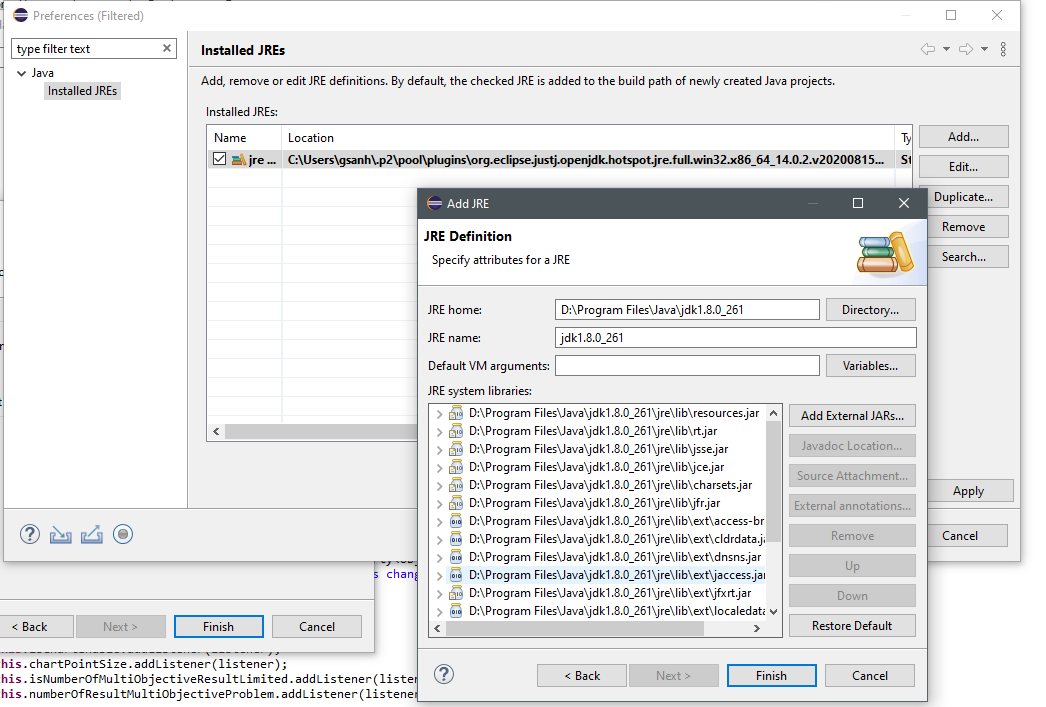 Preferences (Filtered)
type filter text
Java
Installed JREs
Installed JREs
Add, remove or edit JRE definitions. By default, the checked JRE is added to the build path of newly created Java projects.
Installed JREs:
Name Location Ty
jre ... C:\Users\gsanh\.p2\pool\plugins\org.eclipse.justj.openjdk.hotspot.jre.full.win32.x86_64_14.0.2.v20200815... St
Add...
Edit...
Duplicate...
Remove
Search...
Apply
Cancel
Add JRE
JRE Definition
Specify attributes for a JRE
JRE home: D:\Program Files\Java\jdk1.8.0_261 Directory...
JRE name: jdk1.8.0_261
Default VM arguments: Variables...
JRE system libraries:
D:\Program Files\Java\jdk1.8.0_261\jre\lib\resources.jar
D:\Program Files\Java\jdk1.8.0_261\jre\lib\rt.jar
D:\Program Files\Java\jdk1.8.0_261\jre\lib\jsse.jar
D:\Program Files\Java\jdk1.8.0_261\jre\lib\jce.jar
D:\Program Files\Java\jdk1.8.0_261\jre\lib\charsets.jar
D:\Program Files\Java\jdk1.8.0_261\jre\lib\jfr.jar
D:\Program Files\Java\jdk1.8.0_261\jre\lib\ext\access-br
D:\Program Files\Java\jdk1.8.0_261\jre\lib\ext\cldrdata.ja
D:\Program Files\Java\jdk1.8.0_261\jre\lib\ext\dnsns.jar
D:\Program Files\Java\jdk1.8.0_261\jre\lib\ext\jaccess.jar
D:\Program Files\Java\jdk1.8.0_261\jre\lib\ext\jfxrt.jar
D:\Program Files\Java\jdk1.8.0_261\jre\lib\ext\localedata
Add External JARs...
Javadoc Location...
Source Attachment...
External annotations...
Remove
Up
Down
Restore Default
< Back Next > Finish Cancel
s chang
< Back Next > Finish Cancel
his.chartPointSize.addListener(listener);
his.isNumberOfMultiObjectiveResultLimited.addListener(listen
his.numberOfResultMultiObjectiveProblem.addListener(listener